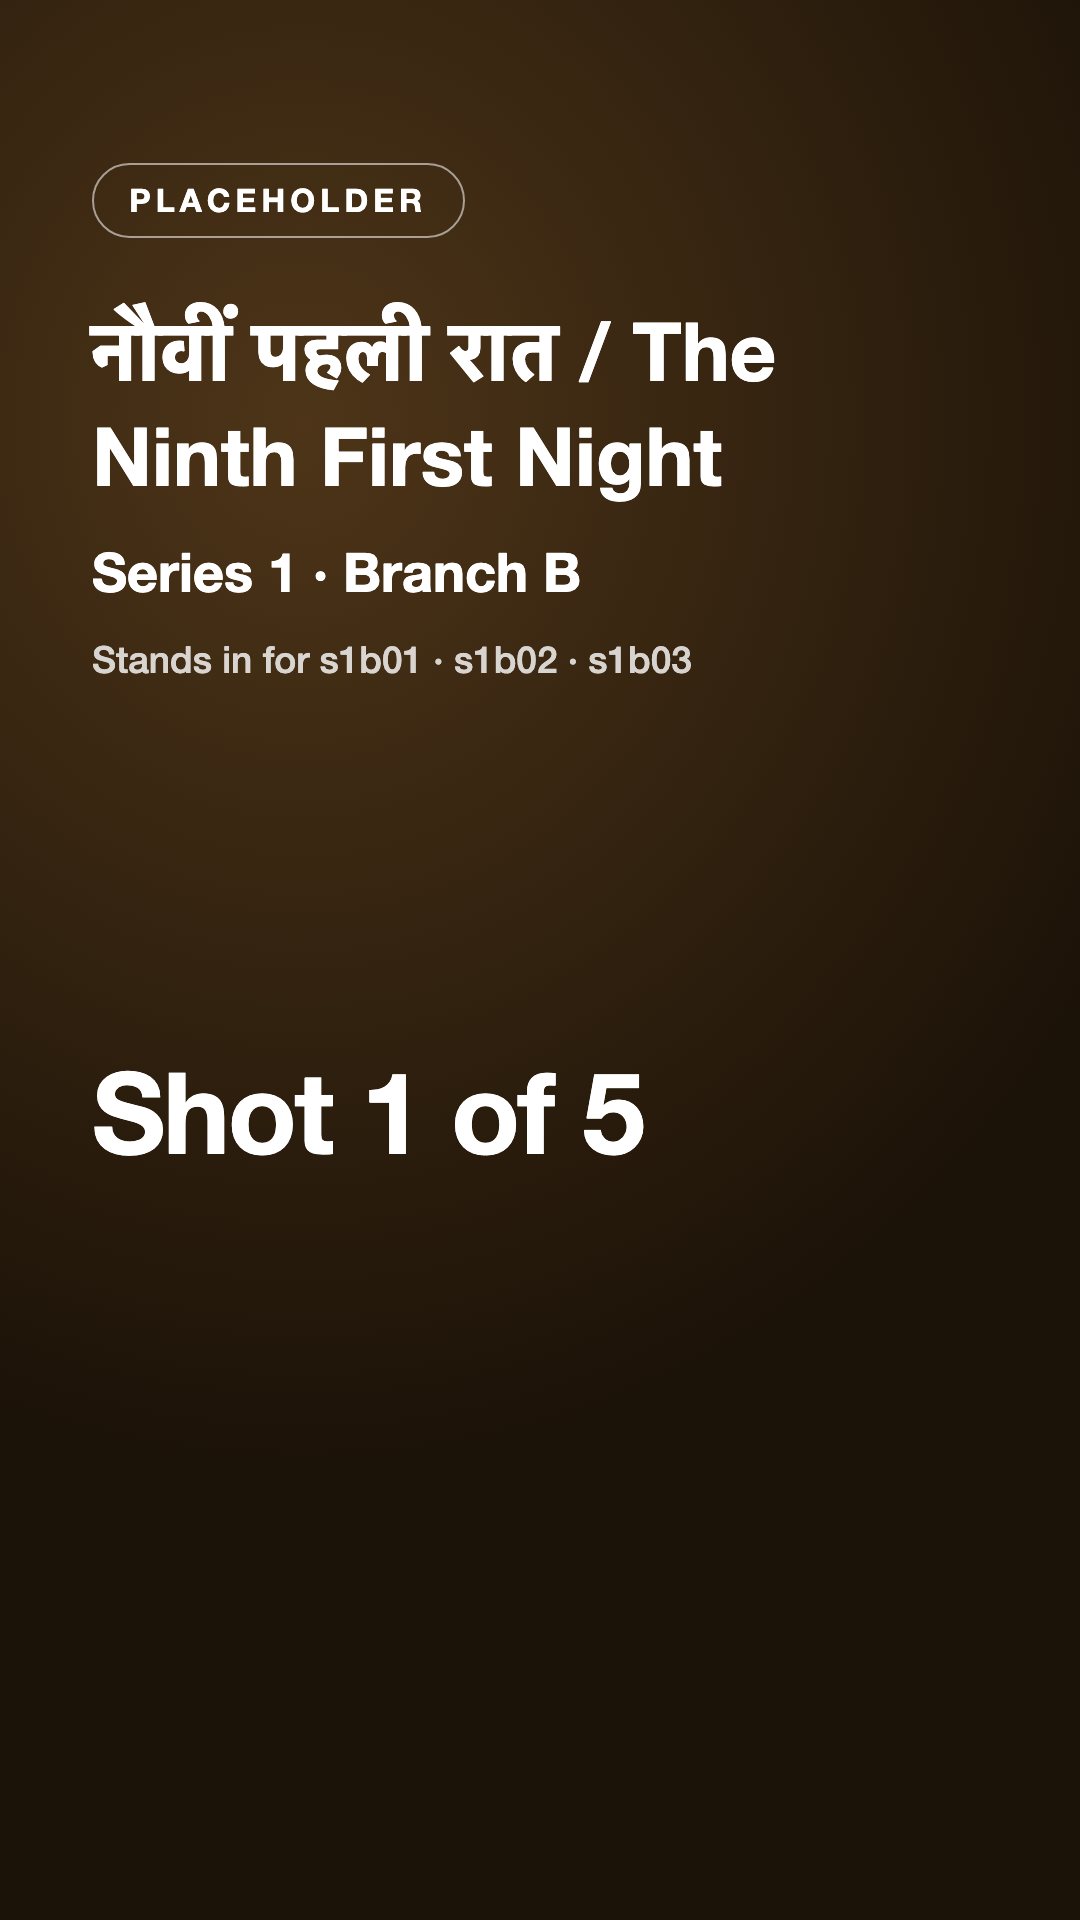 PLACEHOLDER
नौवीं पहली रात / The
Ninth First Night
Series 1 · Branch B
Stands in for s1b01 · s1b02 · s1b03
Shot 1 of 5